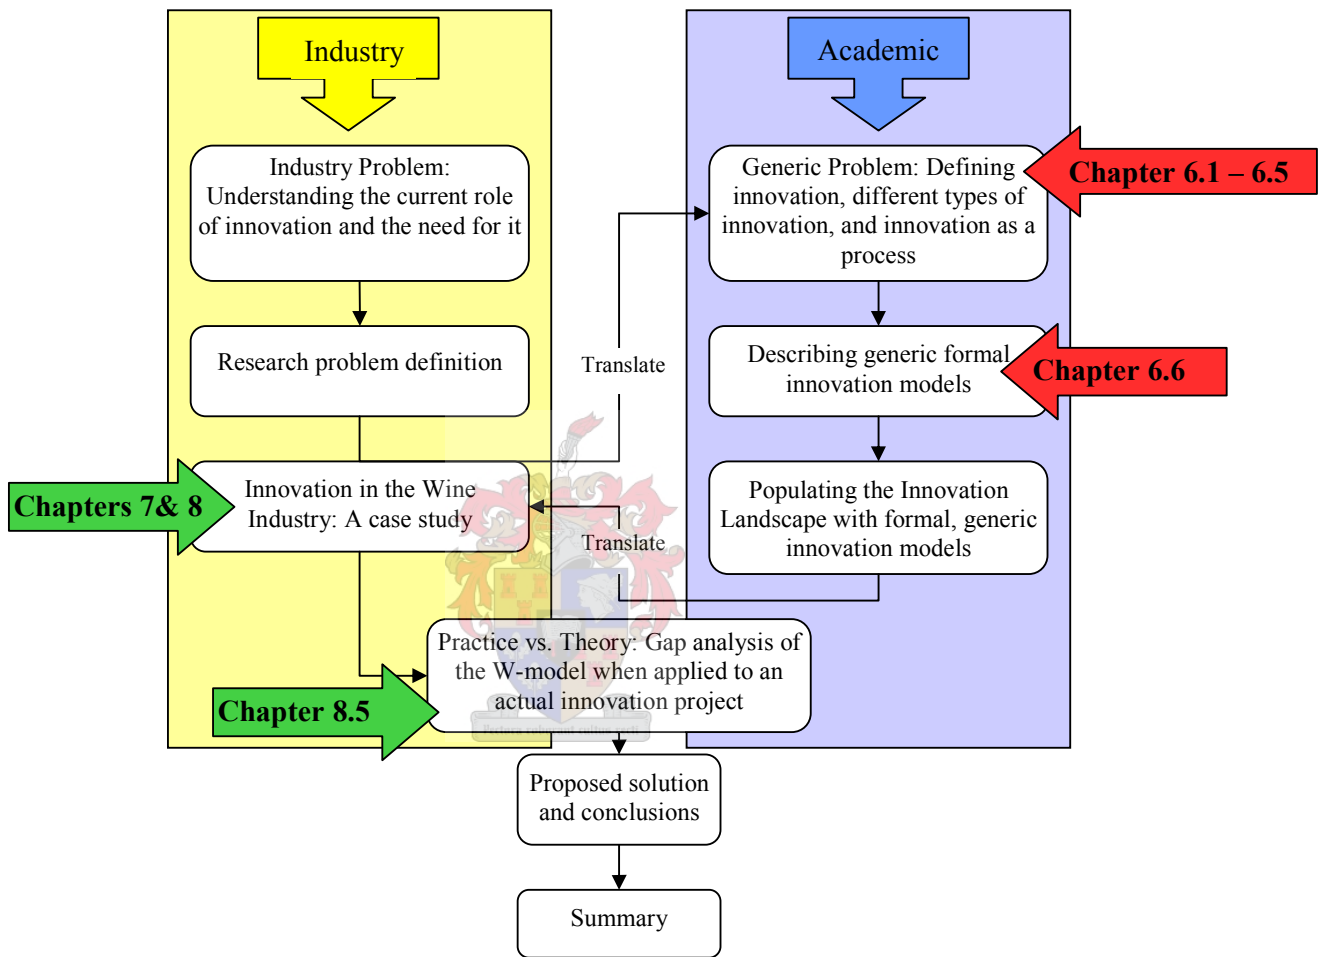 Industry
Academic
Industry Problem:
Understanding the current role
of innovation and the need for it
Generic Problem: Defining
innovation, different types of
innovation, and innovation as a
process
Chapter 6.1 – 6.5
Research problem definition
Translate
Describing generic formal
innovation models
Chapter 6.6
Chapters 7& 8
Innovation in the Wine
Industry: A case study
Translate
Populating the Innovation
Landscape with formal, generic
innovation models
Practice vs. Theory: Gap analysis of
the W-model when applied to an
actual innovation project
Chapter 8.5
Proposed solution
and conclusions
Summary